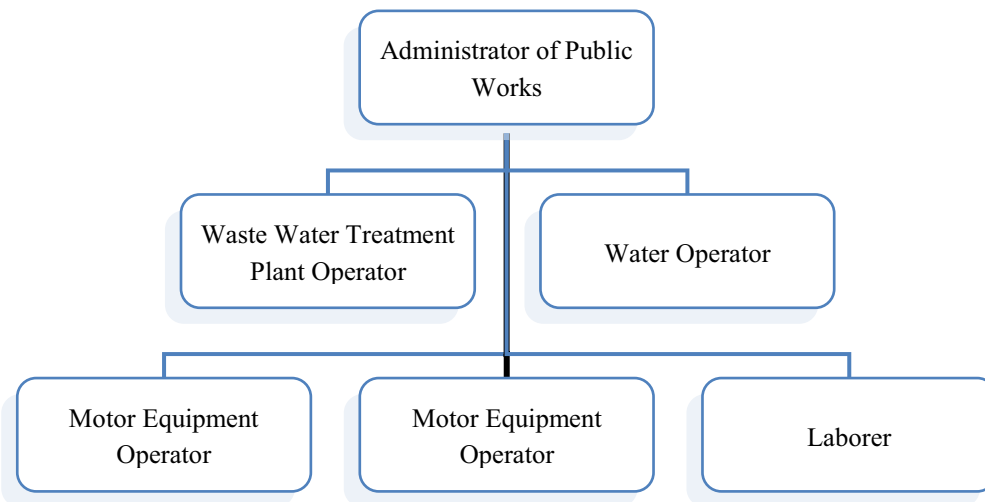 Administrator of Public
Works
Waste Water Treatment
Plant Operator
Water Operator
Motor Equipment
Operator
Motor Equipment
Operator
Laborer